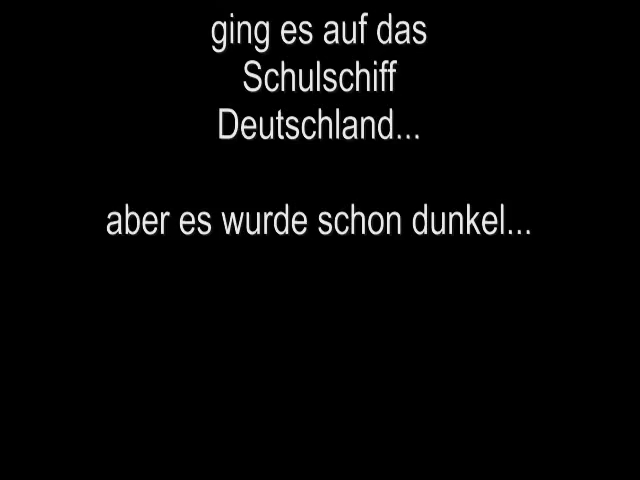 ging es auf das
Schulschiff
Deutschland...
aber es wurde schon dunkel...